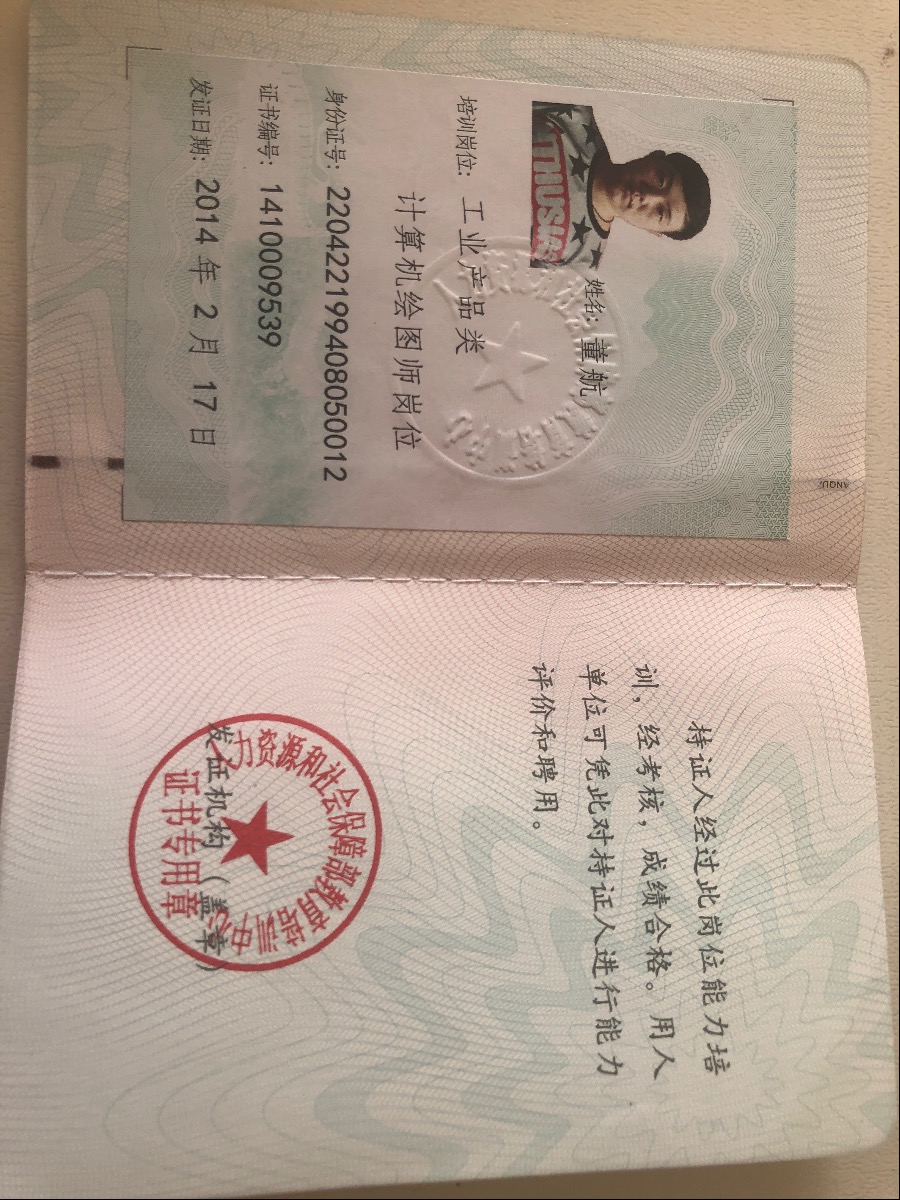 THUSIA
姓名: 董航
培训岗位: 工业产品类
计算机绘图师岗位
身份证号: 220422199408050012
证书编号: 1410009539
发证日期: 2014 年 2 月 17 日
ANQU
持证人经过此岗位能力培
训，经考核，成绩合格。用人
单位可凭此对持证人进行能力
评价和聘用。
发证机构（盖章）
力资源和社会保障部教育培训中心
证书专用章